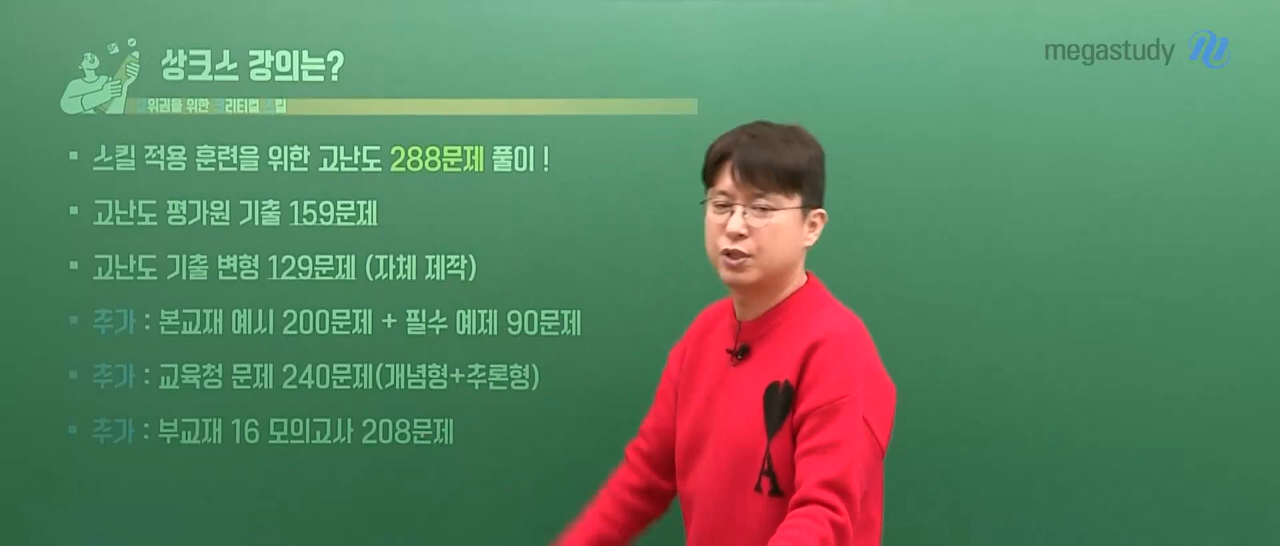 megastudy
쌍크스 강의는?
상위권을 위한 크리티컬 스킬
▪ 스킬 적용 훈련을 위한 고난도 288문제 풀이 !
▪ 고난도 평가원 기출 159문제
▪ 고난도 기출 변형 129문제 (자체 제작)
▪ 추가 : 본교재 예시 200문제 + 필수 예제 90문제
▪ 추가 : 교육청 문제 240문제(개념형+추론형)
▪ 추가 : 부교재 16 모의고사 208문제
A